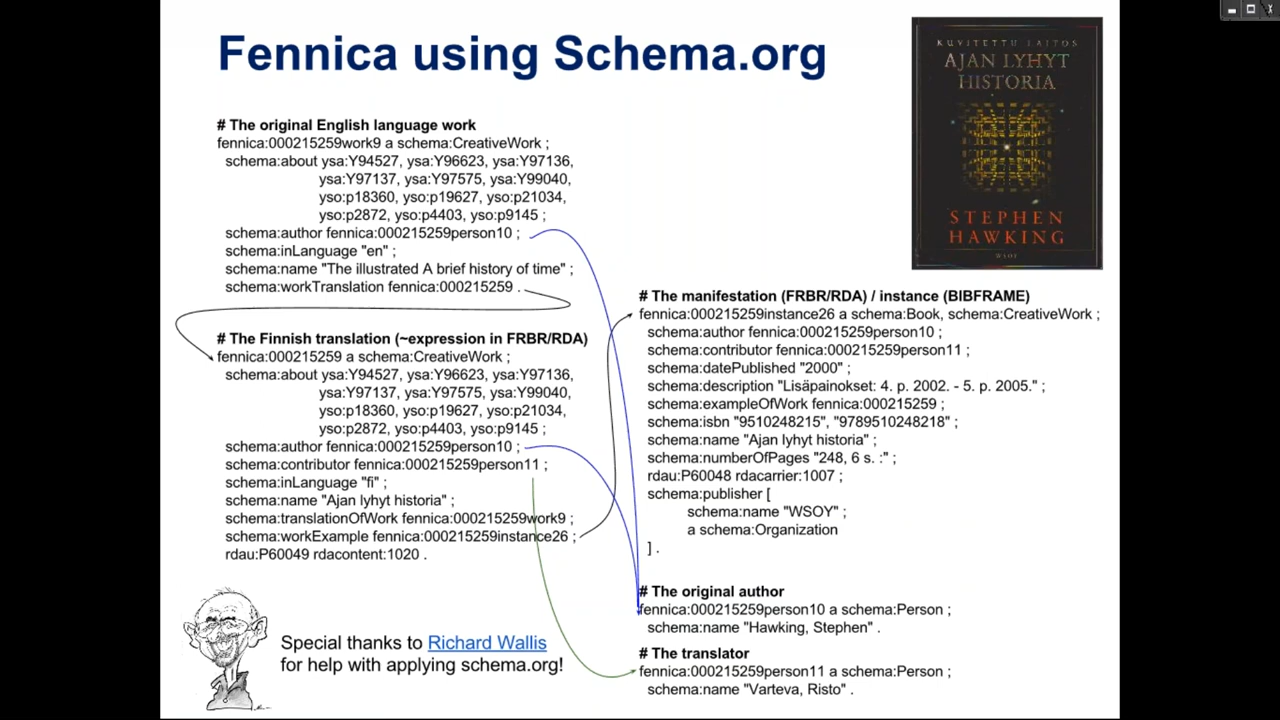 Fennica using Schema.org
KUVITETTU LAITOS
AJAN LYHYT
HISTORIA
STEPHEN
HAWKING
WSOY
# The original English language work
fennica:000215259work9 a schema:CreativeWork ;
schema:about ysa:Y94527, ysa:Y96623, ysa:Y97136,
ysa:Y97137, ysa:Y97575, ysa:Y99040,
yso:p18360, yso:p19627, yso:p21034,
yso:p2872, yso:p4403, yso:p9145 ;
schema:author fennica:000215259person10 ;
schema:inLanguage "en" ;
schema:name "The illustrated A brief history of time" ;
schema:workTranslation fennica:000215259 .
# The Finnish translation (~expression in FRBR/RDA)
fennica:000215259 a schema:CreativeWork ;
schema:about ysa:Y94527, ysa:Y96623, ysa:Y97136,
ysa:Y97137, ysa:Y97575, ysa:Y99040,
yso:p18360, yso:p19627, yso:p21034,
yso:p2872, yso:p4403, yso:p9145 ;
schema:author fennica:000215259person10 ;
schema:contributor fennica:000215259person11 ;
schema:inLanguage "fi" ;
schema:name "Ajan lyhyt historia" ;
schema:translationOfWork fennica:000215259work9 ;
schema:workExample fennica:000215259instance26 ;
rdau:P60049 rdacontent:1020 .
# The manifestation (FRBR/RDA) / instance (BIBFRAME)
fennica:000215259instance26 a schema:Book, schema:CreativeWork ;
schema:author fennica:000215259person10 ;
schema:contributor fennica:000215259person11 ;
schema:datePublished "2000" ;
schema:description "Lisäpainokset: 4. p. 2002. - 5. p. 2005." ;
schema:exampleOfWork fennica:000215259 ;
schema:isbn "9510248215", "9789510248218" ;
schema:name "Ajan lyhyt historia" ;
schema:numberOfPages "248, 6 s. :" ;
rdau:P60048 rdacarrier:1007 ;
schema:publisher [
schema:name "WSOY" ;
a schema:Organization
] .
# The original author
fennica:000215259person10 a schema:Person ;
schema:name "Hawking, Stephen" .
# The translator
fennica:000215259person11 a schema:Person ;
schema:name "Varteva, Risto" .
Special thanks to Richard Wallis
for help with applying schema.org!